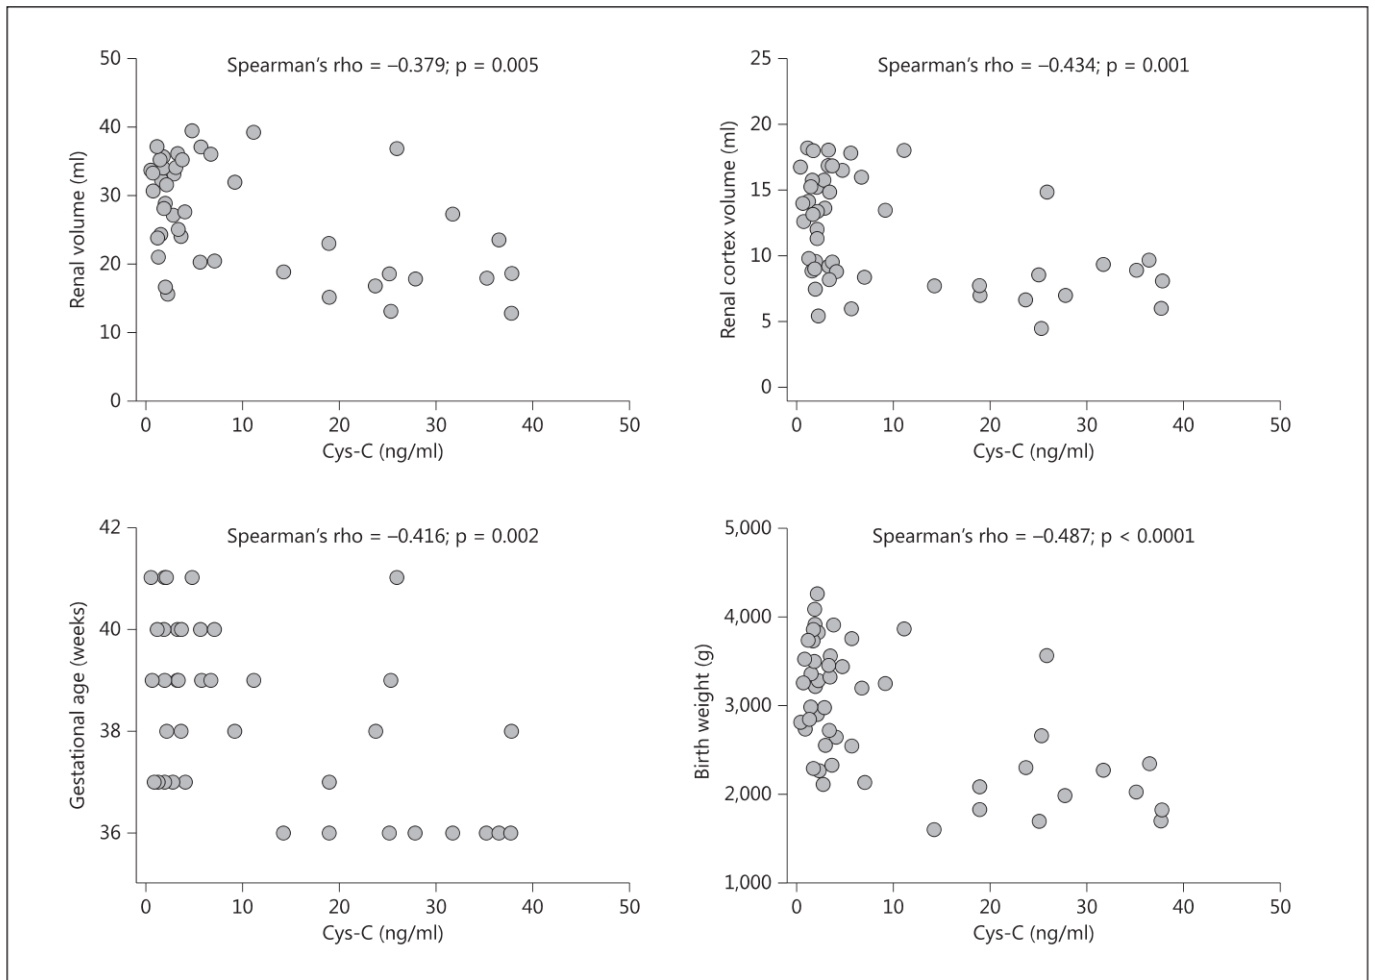 Spearman's rho = –0.379; p = 0.005
Renal volume (ml)
50
40
30
20
10
0
0 10 20 30 40 50
Cys-C (ng/ml)
Spearman's rho = –0.434; p = 0.001
Renal cortex volume (ml)
25
20
15
10
5
0
0 10 20 30 40 50
Cys-C (ng/ml)
Spearman's rho = –0.416; p = 0.002
Gestational age (weeks)
42
40
38
36
0 10 20 30 40 50
Cys-C (ng/ml)
Spearman's rho = –0.487; p < 0.0001
Birth weight (g)
5,000
4,000
3,000
2,000
1,000
0 10 20 30 40 50
Cys-C (ng/ml)